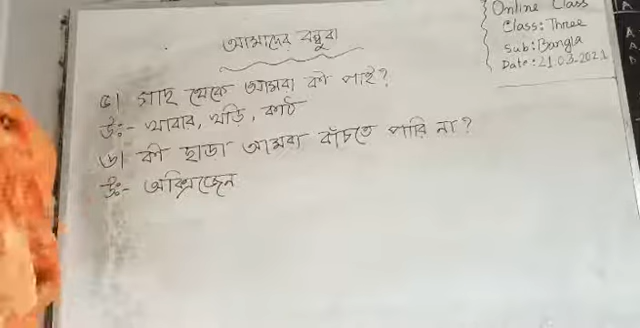 Online Class
Class: Three
Sub: Bangla
Date: 21.03.2021
আমাদের বন্ধুরা
৫। গাছ থেকে আমরা কী পাই?
উঃ- খাবার, খড়ি, কাঠ
৬। কী ছাড়া আমরা বাঁচতে পারি না?
উঃ- অক্সিজেন